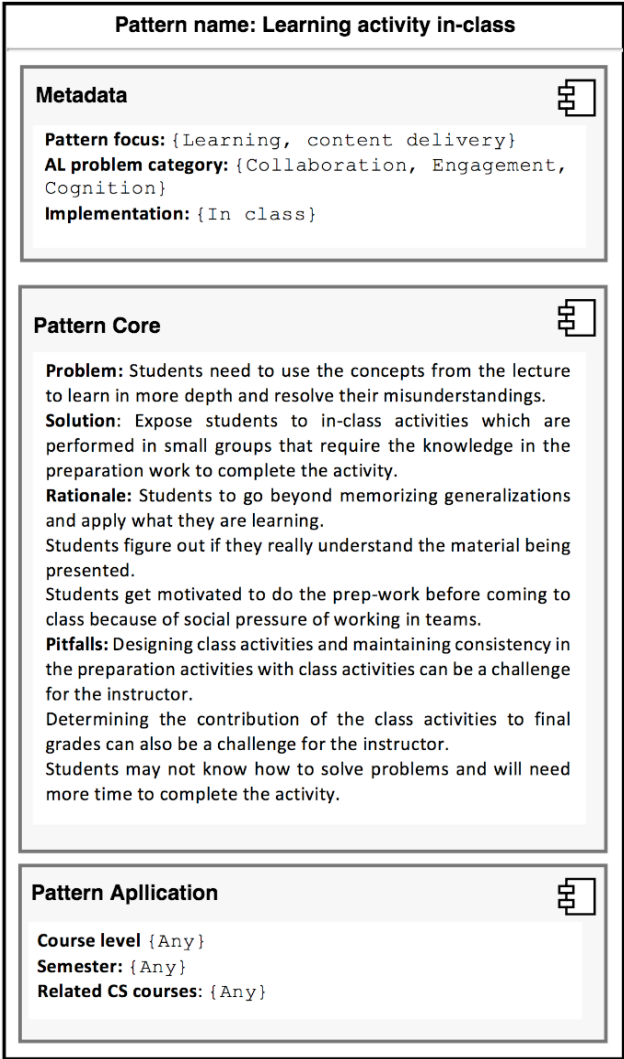 Pattern name: Learning activity in-class
Metadata
Pattern focus: {Learning, content delivery}
AL problem category: {Collaboration, Engagement,
Cognition}
Implementation: {In class}
Pattern Core
Problem: Students need to use the concepts from the lecture
to learn in more depth and resolve their misunderstandings.
Solution: Expose students to in-class activities which are
performed in small groups that require the knowledge in the
preparation work to complete the activity.
Rationale: Students to go beyond memorizing generalizations
and apply what they are learning.
Students figure out if they really understand the material being
presented.
Students get motivated to do the prep-work before coming to
class because of social pressure of working in teams.
Pitfalls: Designing class activities and maintaining consistency in
the preparation activities with class activities can be a challenge
for the instructor.
Determining the contribution of the class activities to final
grades can also be a challenge for the instructor.
Students may not know how to solve problems and will need
more time to complete the activity.
Pattern Apllication
Course level {Any}
Semester: {Any}
Related CS courses: {Any}